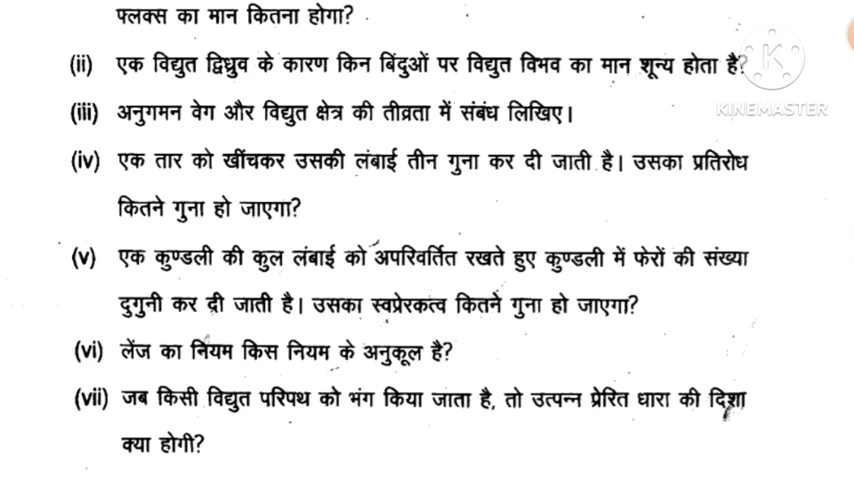 फ्लक्स का मान कितना होगा?
(ii) एक विद्युत द्विध्रुव के कारण किन बिंदुओं पर विद्युत विभव का मान शून्य होता है?
(iii) अनुगमन वेग और विद्युत क्षेत्र की तीव्रता में संबंध लिखिए।
KINEMASTER
(iv) एक तार को खींचकर उसकी लंबाई तीन गुना कर दी जाती है। उसका प्रतिरोध
कितने गुना हो जाएगा?
(v) एक कुण्डली की कुल लंबाई को अपरिवर्तित रखते हुए कुण्डली में फेरों की संख्या
दुगुनी कर दी जाती है। उसका स्वप्रेरकत्व कितने गुना हो जाएगा?
(vi) लेंज का नियम किस नियम के अनुकूल है?
(vii) जब किसी विद्युत परिपथ को भंग किया जाता है, तो उत्पन्न प्रेरित धारा की दिशा
क्या होगी?